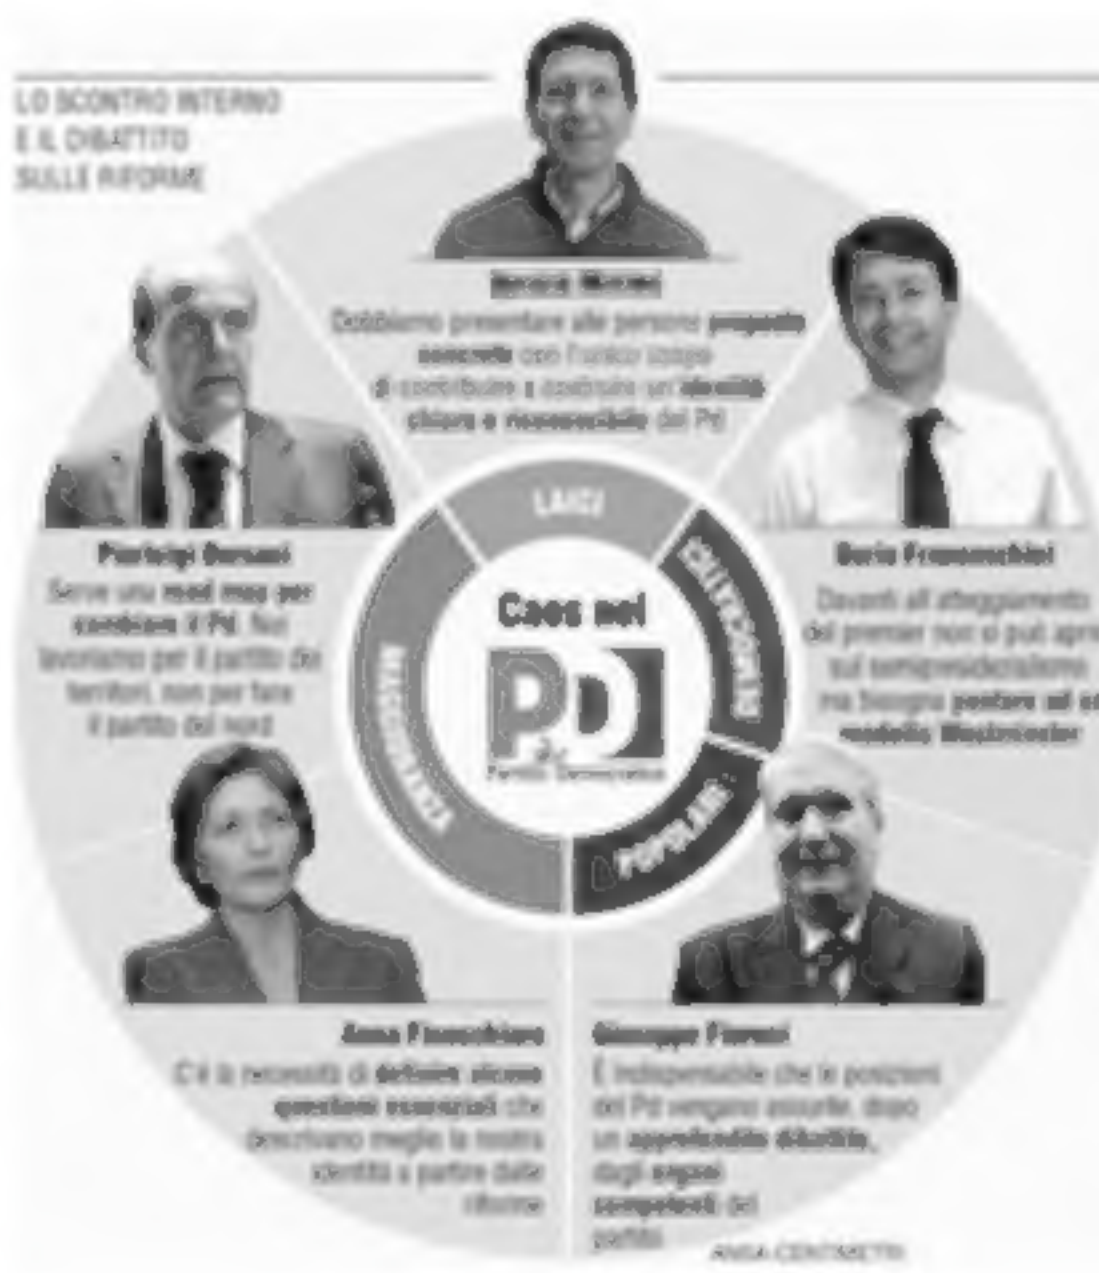 LO SCONTRO INTERNO
E IL DIBATTITO
SULLE RIFORME
Dobbiamo presentare alle persone proposte
concrete con l'unico scopo
di contribuire a costruire un'identità
chiara e riconoscibile del Pd
Pierluigi Bersani
Serve una road map per
cambiare il Pd. Noi
lavoriamo per il partito dei
territori, non per fare
il partito del nord
Dario Franceschini
Davanti all'atteggiamento
del premier non si può
sul semipresidenzialismo
ma bisogna puntare ad
modello Westminster
LAICI
POPOLARI
Caos nel
PD
Partito Democratico
Anna Finocchiaro
C'è la necessità di definire alcune
questioni essenziali che
descrivano meglio la nostra
identità a partire dalle
riforme
Giuseppe Fioroni
È indispensabile che le posizioni
del Pd vengano assunte, dopo
un approfondito dibattito,
dagli organi
competenti del
partito
ANSA-CENTIMETRI